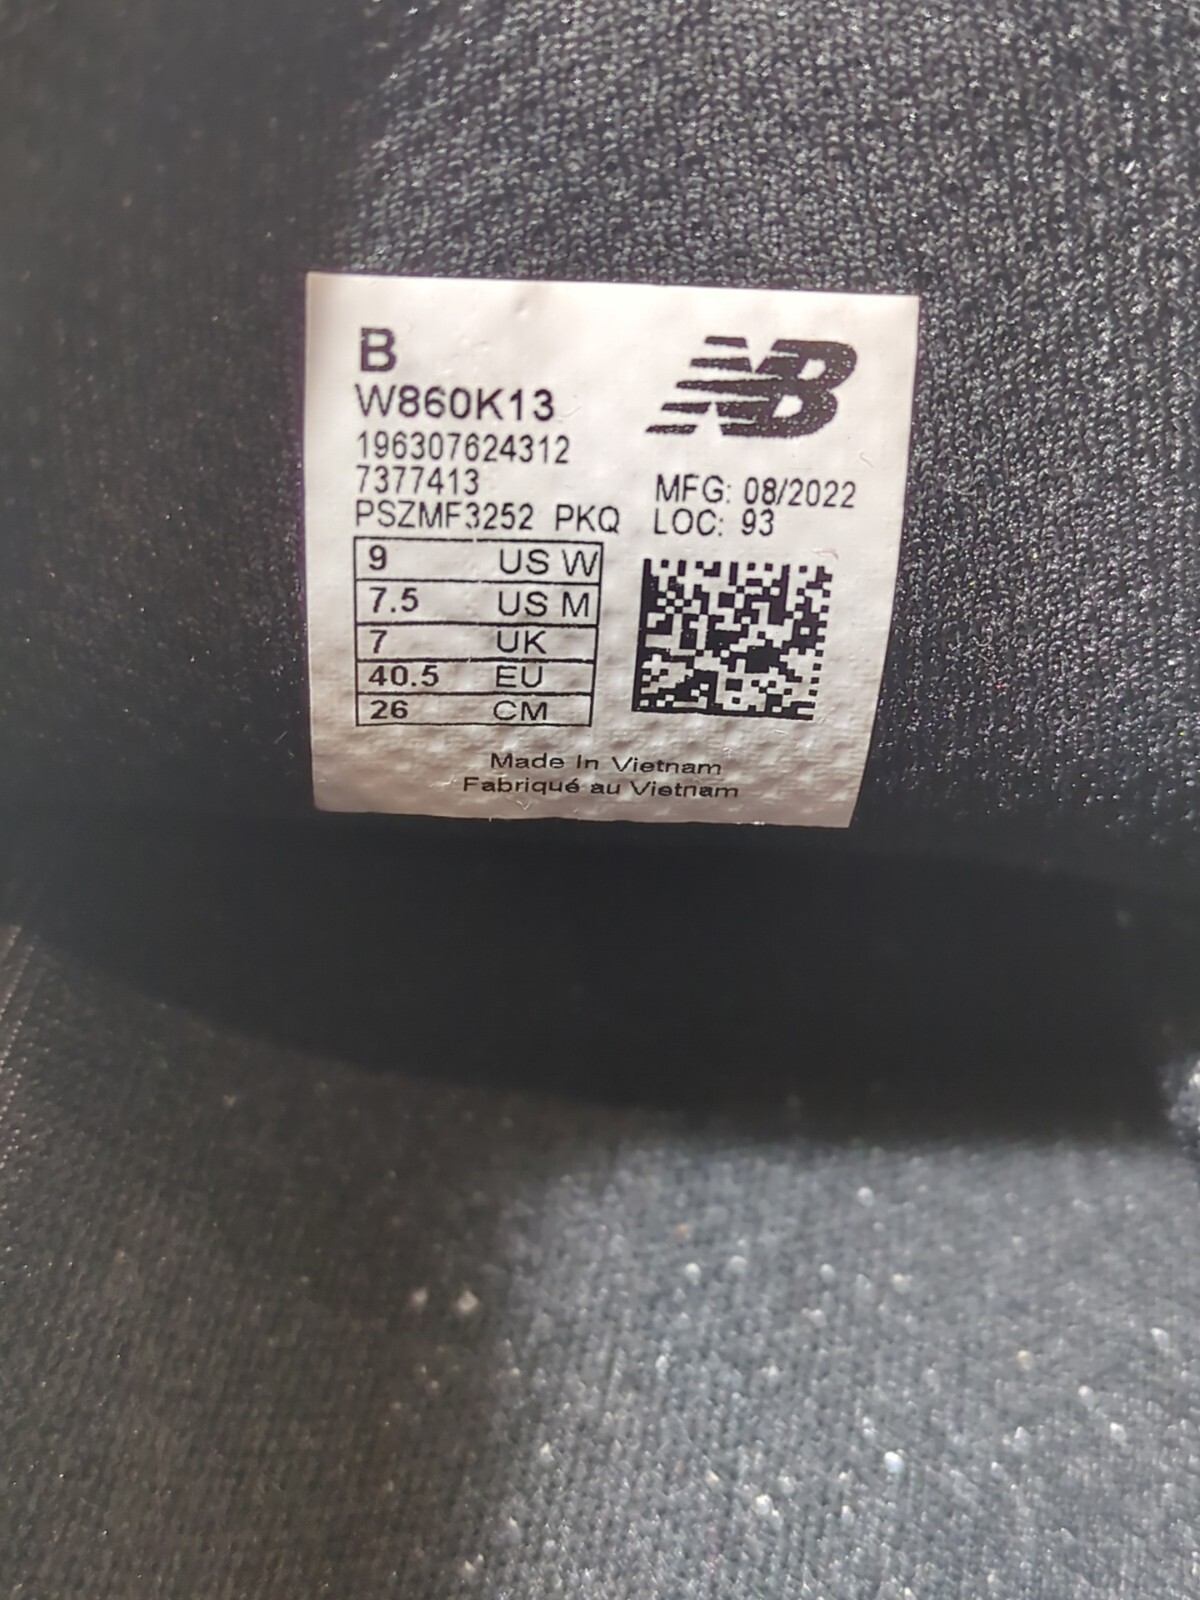 B
NB
W860K13
196307624312
7377413
PSZMF3252 PKQ
MFG: 08/2022
LOC: 93
9 US W
7.5 US M
7 UK
40.5 EU
26 CM
Made In Vietnam
Fabriqué au Vietnam